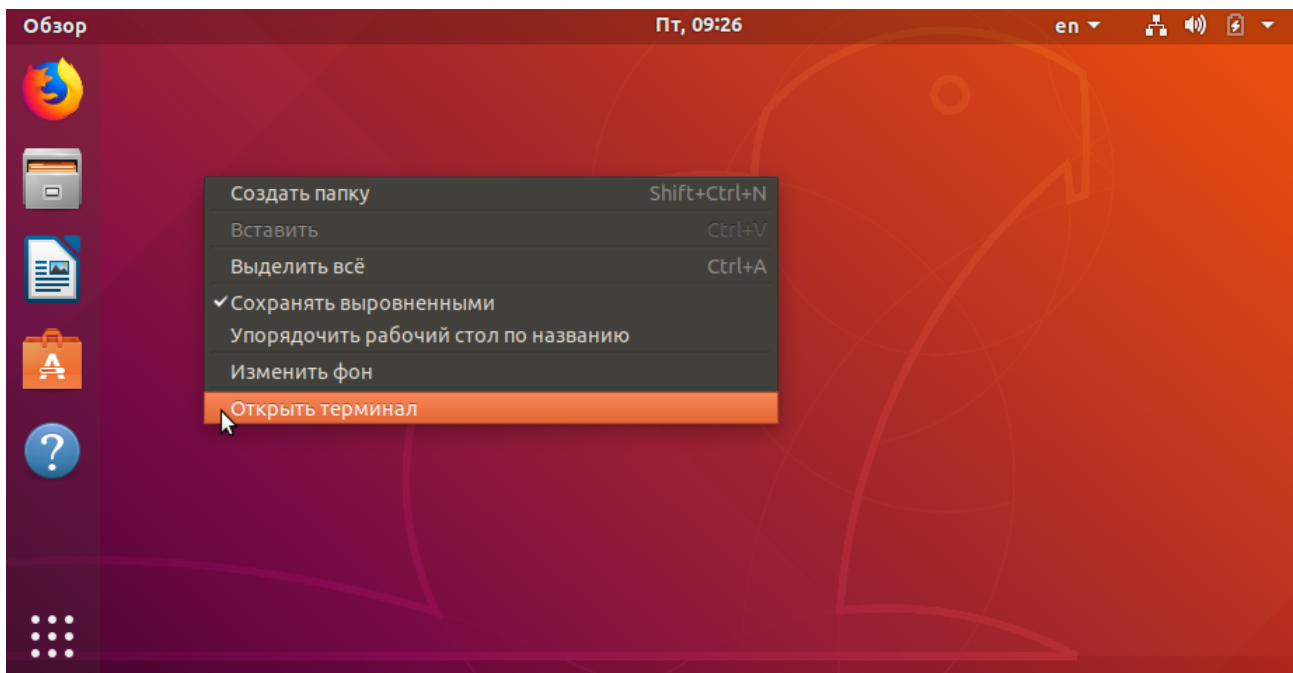 Обзор Пт, 09:26 en
Создать папку Shift+Ctrl+N
Вставить Ctrl+V
Выделить всё Ctrl+A
Сохранять выровненными
Упорядочить рабочий стол по названию
Изменить фон
Открыть терминал